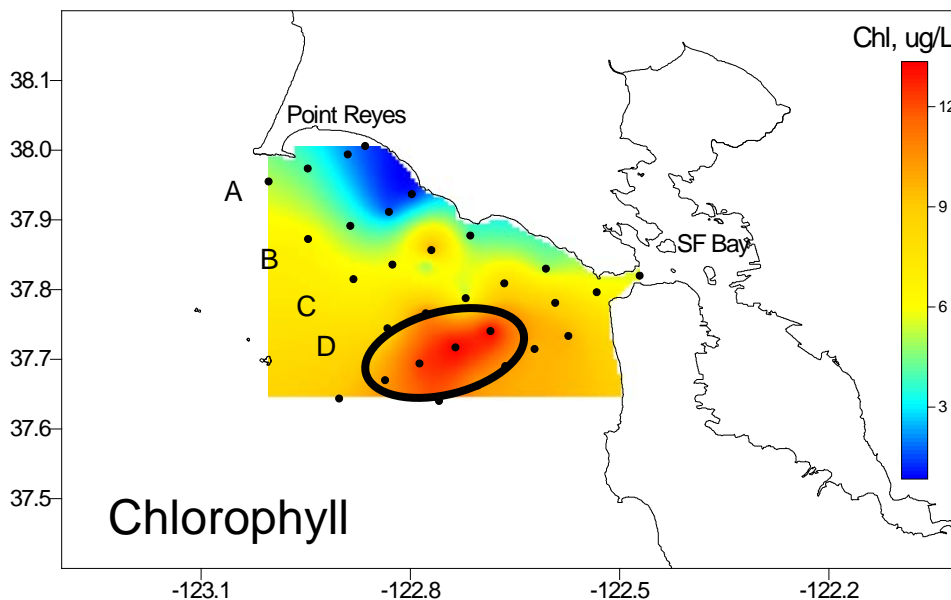 Chl, ug/L
38.1
Point Reyes
12
38.0
A
37.9
9
SF Bay
B
37.8
C
6
D
37.7
3
37.6
37.5
Chlorophyll
-123.1
-122.8
-122.5
-122.2